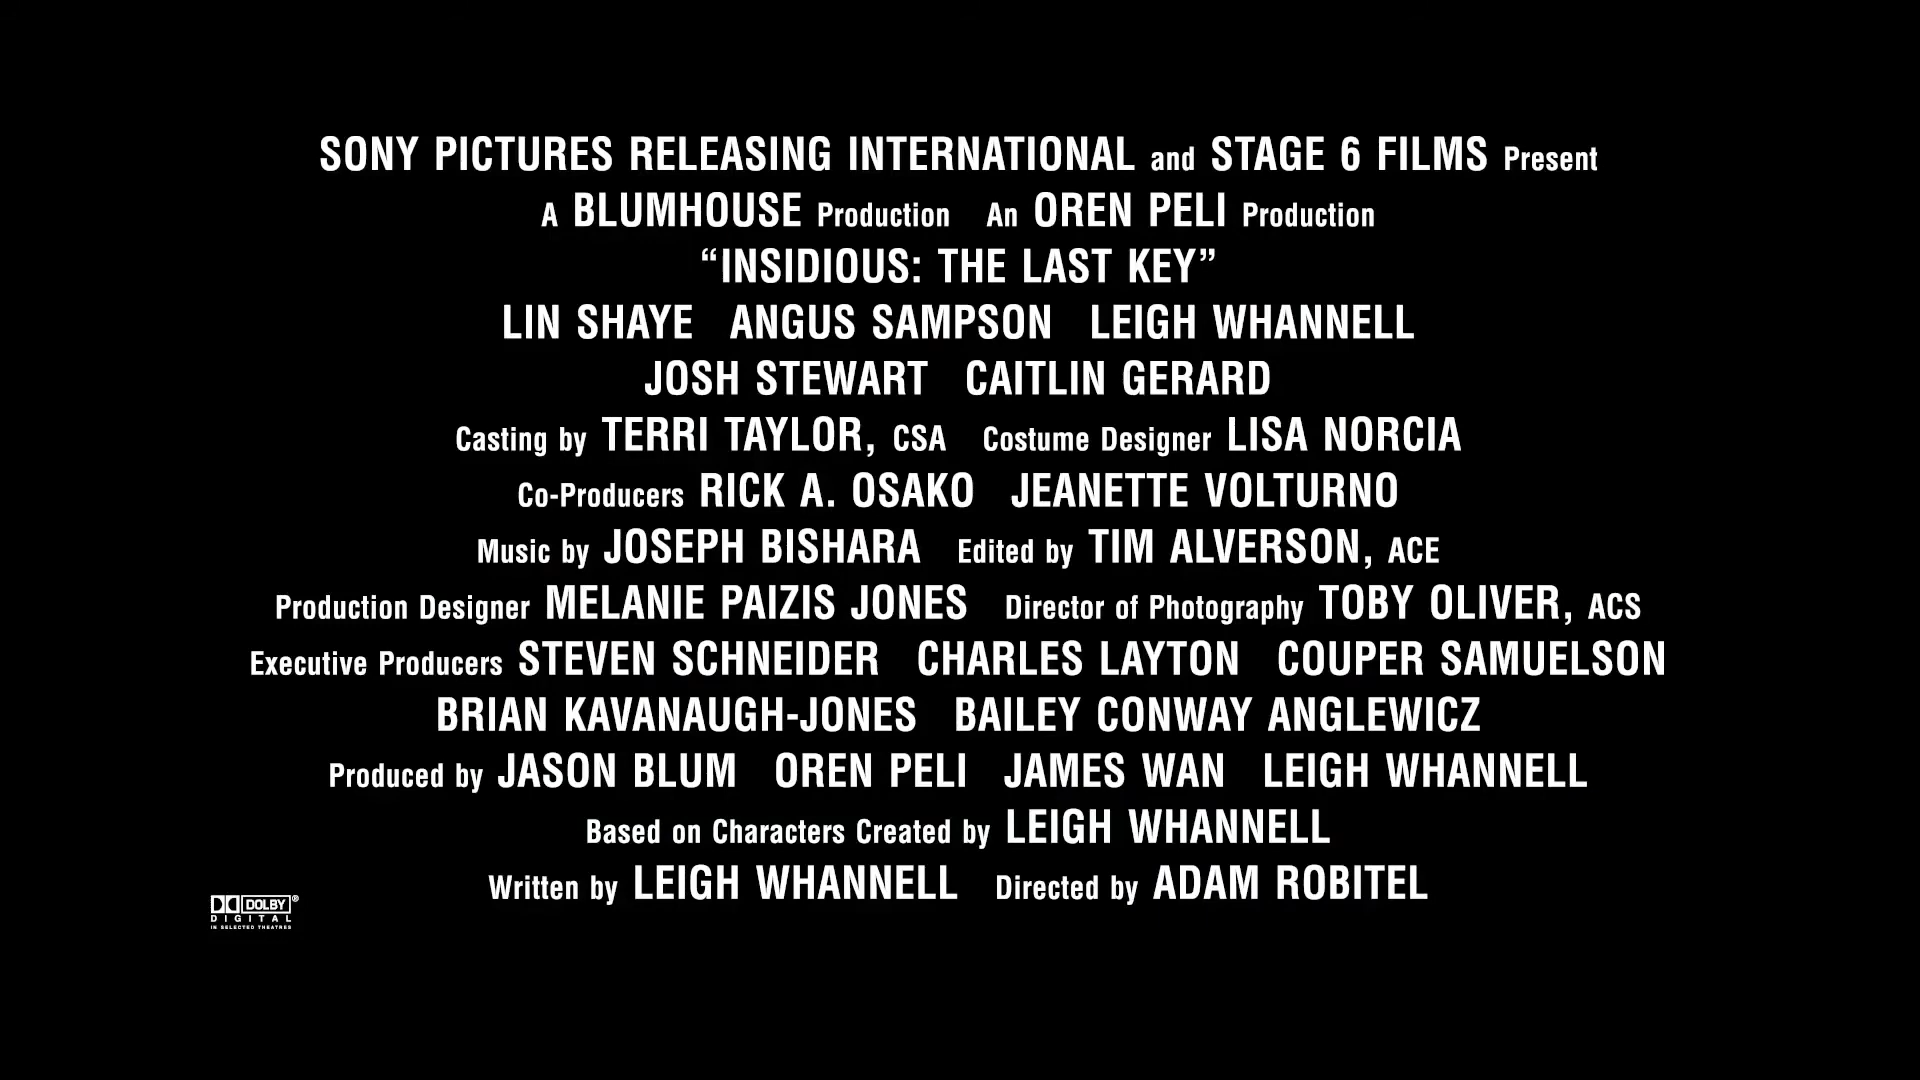 SONY PICTURES RELEASING INTERNATIONAL and STAGE 6 FILMS Present
A BLUMHOUSE Production An OREN PELI Production
“INSIDIOUS: THE LAST KEY”
LIN SHAYE ANGUS SAMPSON LEIGH WHANNELL
JOSH STEWART CAITLIN GERARD
Casting by TERRI TAYLOR, CSA Costume Designer LISA NORCIA
Co-Producers RICK A. OSAKO JEANETTE VOLTURNO
Music by JOSEPH BISHARA Edited by TIM ALVERSON, ACE
Production Designer MELANIE PAIZIS JONES Director of Photography TOBY OLIVER, ACS
Executive Producers STEVEN SCHNEIDER CHARLES LAYTON COUPER SAMUELSON
BRIAN KAVANAUGH-JONES BAILEY CONWAY ANGLEWICZ
Produced by JASON BLUM OREN PELI JAMES WAN LEIGH WHANNELL
Based on Characters Created by LEIGH WHANNELL
Written by LEIGH WHANNELL Directed by ADAM ROBITEL
DOLBY®
DIGITAL
IN SELECTED THEATRES